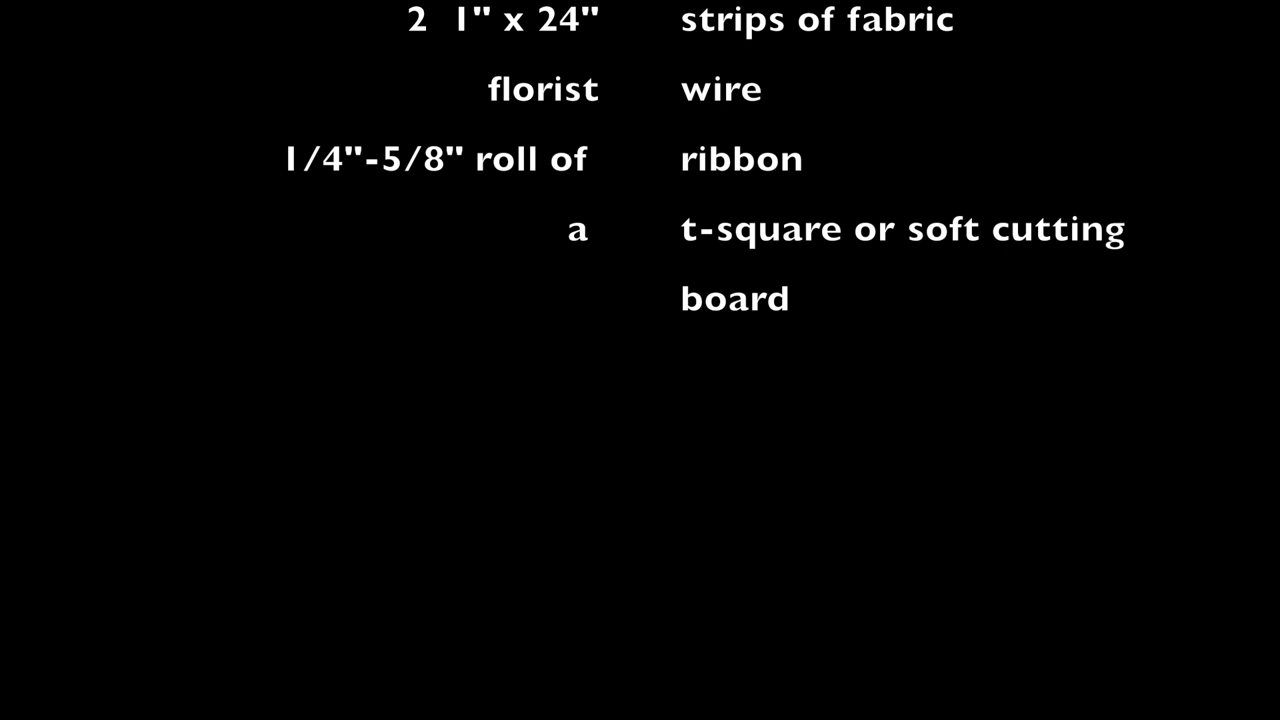 2 1" x 24" strips of fabric
florist wire
1/4"-5/8" roll of ribbon
a t-square or soft cutting
board